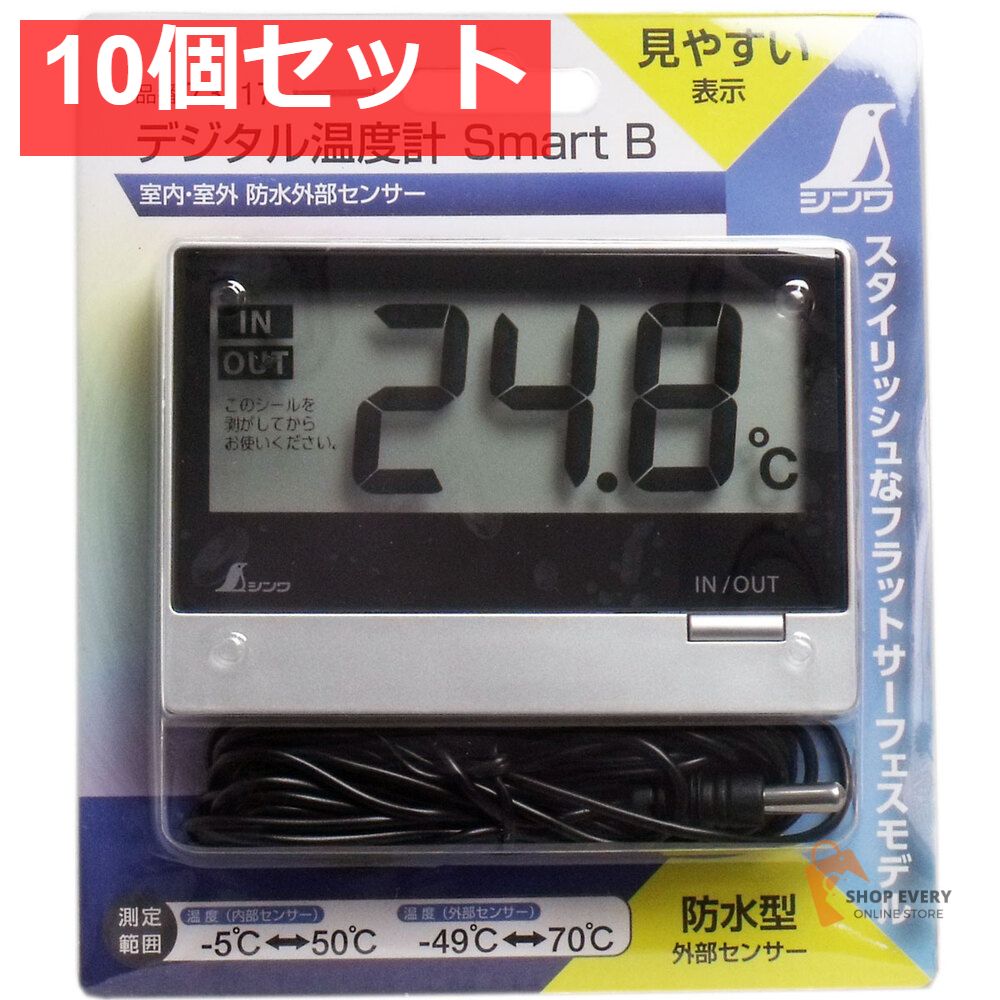 10個セット
見やすい
表示
デジタル温度計 Smart B
シンワ
室内・室外 防水外部センサー
スタイリッシュなフラットサーフェスモデル
IN
OUT
このシールを
剥がしてから
お使いください。
24.8℃
シンワ
IN/OUT
測定
範囲
温度(内部センサー)
-5℃↔50℃
温度(外部センサー)
-49℃↔70℃
防水型
外部センサー
SHOP EVERY
ONLINE STORE